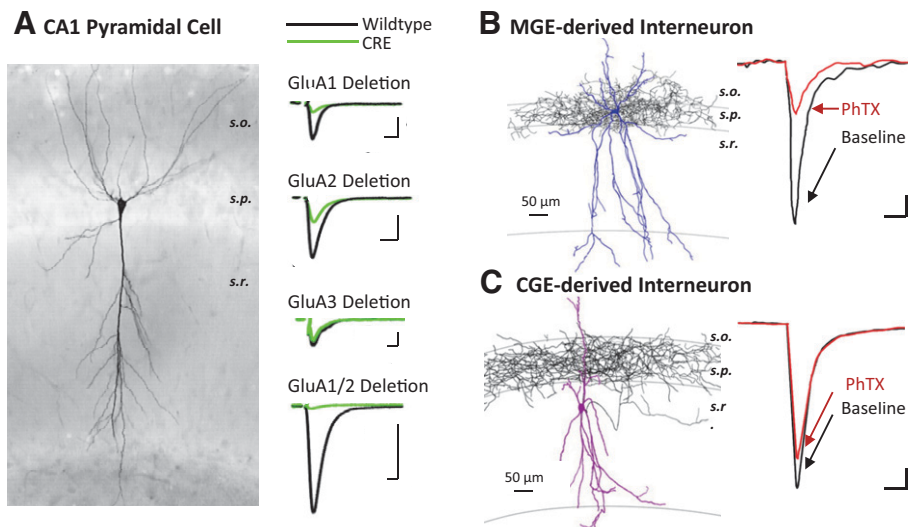 A CA1 Pyramidal Cell
Wildtype
CRE
GluA1 Deletion
GluA2 Deletion
GluA3 Deletion
GluA1/2 Deletion
s.o.
s.p.
s.r.
B MGE-derived Interneuron
s.o.
s.p.
s.r.
50 µm
PhTX
Baseline
C CGE-derived Interneuron
s.o.
s.p.
s.r
.
50 µm
PhTX
Baseline